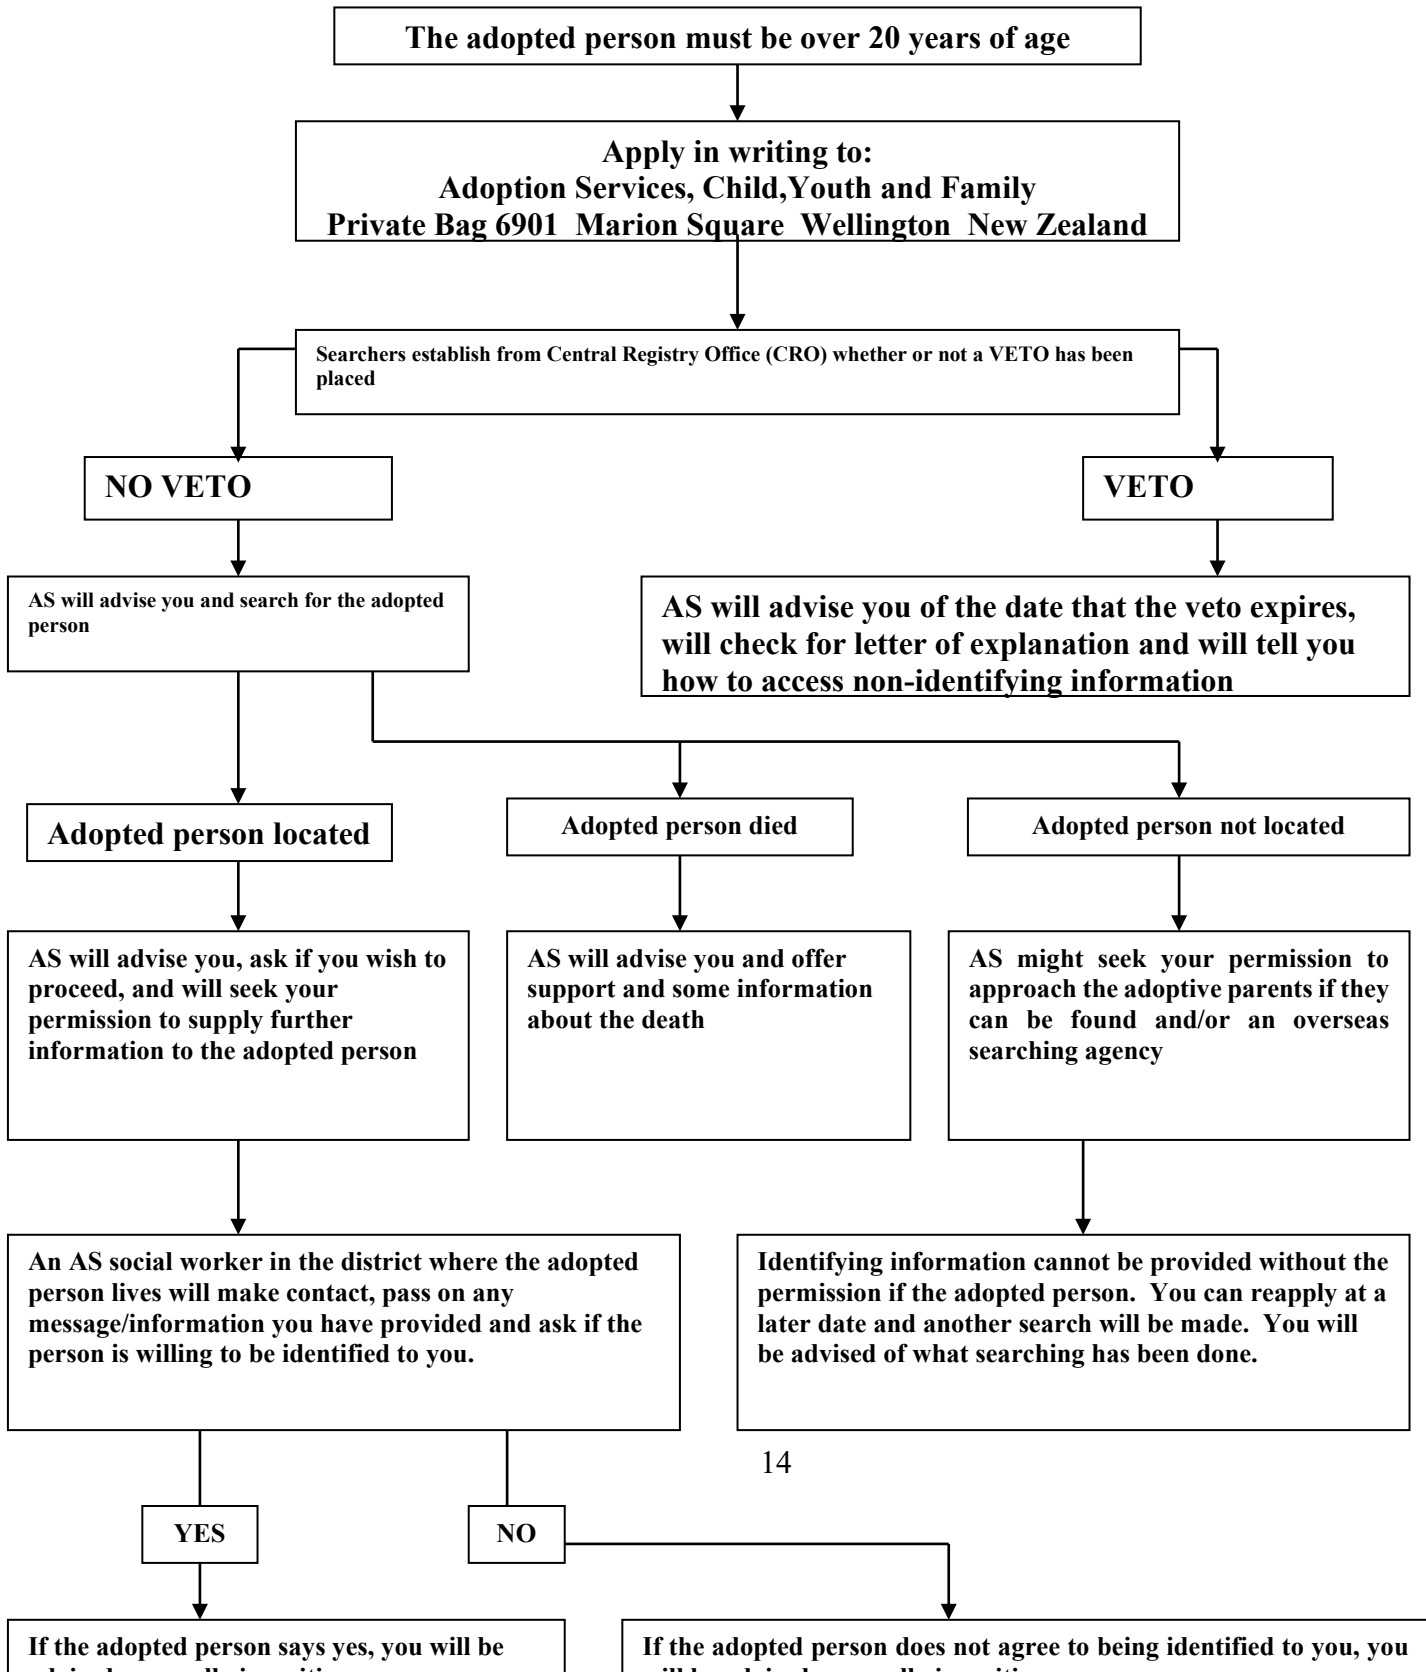 The adopted person must be over 20 years of age
Apply in writing to:
Adoption Services, Child,Youth and Family
Private Bag 6901 Marion Square Wellington New Zealand
Searchers establish from Central Registry Office (CRO) whether or not a VETO has been
placed
NO VETO
VETO
AS will advise you and search for the adopted
person
AS will advise you of the date that the veto expires,
will check for letter of explanation and will tell you
how to access non-identifying information
Adopted person located
Adopted person died
Adopted person not located
AS will advise you, ask if you wish to
proceed, and will seek your
permission to supply further
information to the adopted person
AS will advise you and offer
support and some information
about the death
AS might seek your permission to
approach the adoptive parents if they
can be found and/or an overseas
searching agency
An AS social worker in the district where the adopted
person lives will make contact, pass on any
message/information you have provided and ask if the
person is willing to be identified to you.
Identifying information cannot be provided without the
permission if the adopted person. You can reapply at a
later date and another search will be made. You will
be advised of what searching has been done.
14
YES
NO
If the adopted person says yes, you will be
If the adopted person does not agree to being identified to you, you